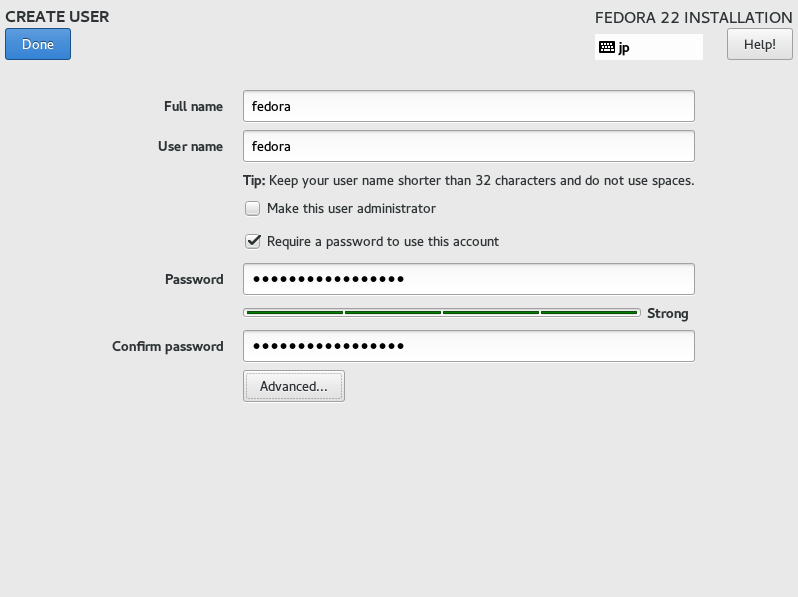 CREATE USER
FEDORA 22 INSTALLATION
Done
jp
Help!
Full name
fedora
User name
fedora
Tip: Keep your user name shorter than 32 characters and do not use spaces.
Make this user administrator
Require a password to use this account
Password
•••••••••••••••••
Strong
Confirm password
•••••••••••••••••
Advanced...